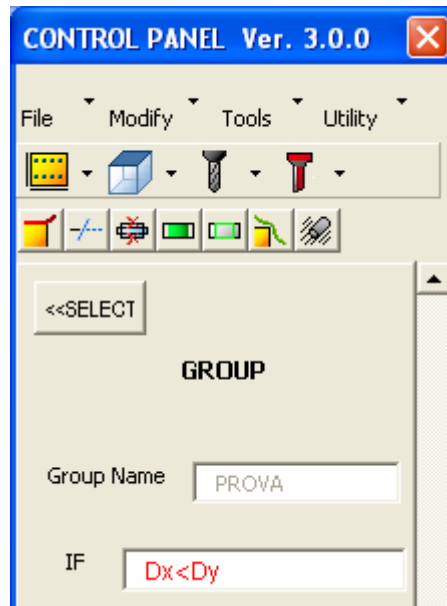 CONTROL PANEL Ver. 3.0.0
File Modify Tools Utility
<<SELECT
GROUP
Group Name PROVA
IF Dx<Dy